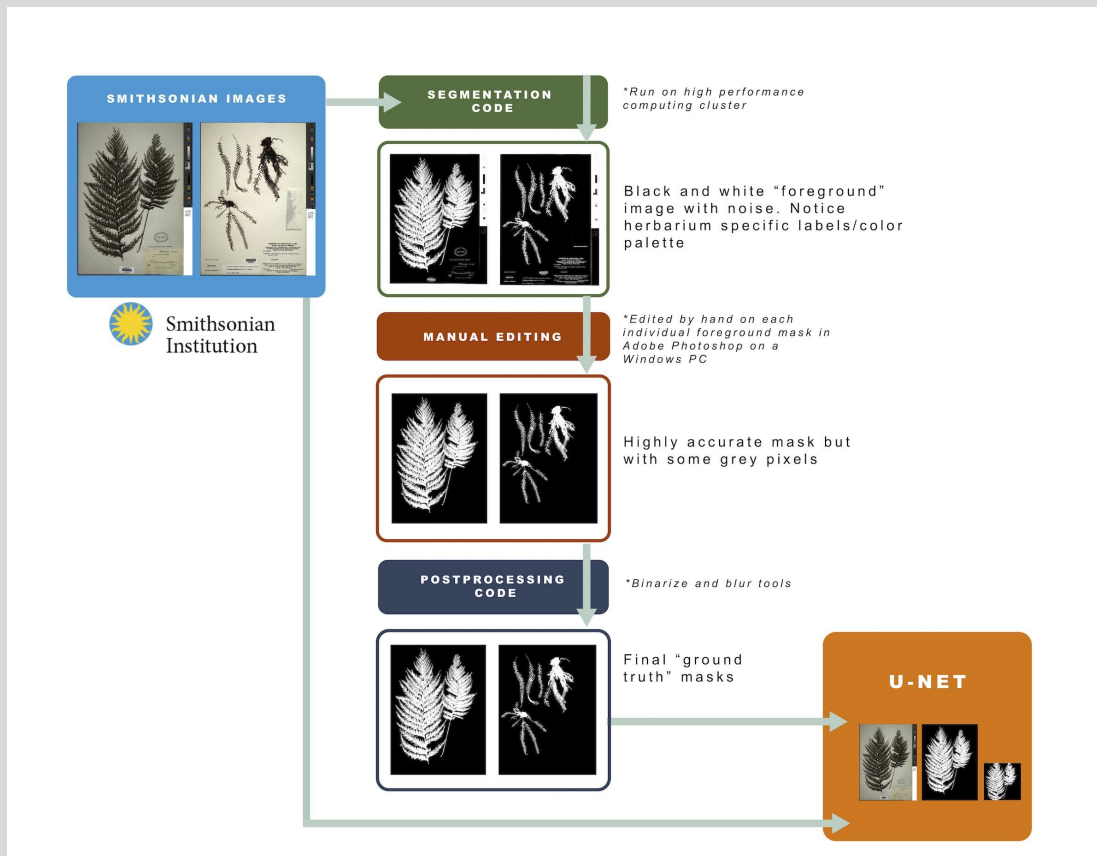 SMITHSONIAN IMAGES
SEGMENTATION
CODE
*Run on high performance
computing cluster
Black and white “foreground”
image with noise. Notice
herbarium specific labels/color
palette
Smithsonian
Institution
MANUAL EDITING
*Edited by hand on each
individual foreground mask in
Adobe Photoshop on a
Windows PC
Highly accurate mask but
with some grey pixels
POSTPROCESSING
CODE
*Binarize and blur tools
Final “ground
truth” masks
U-NET